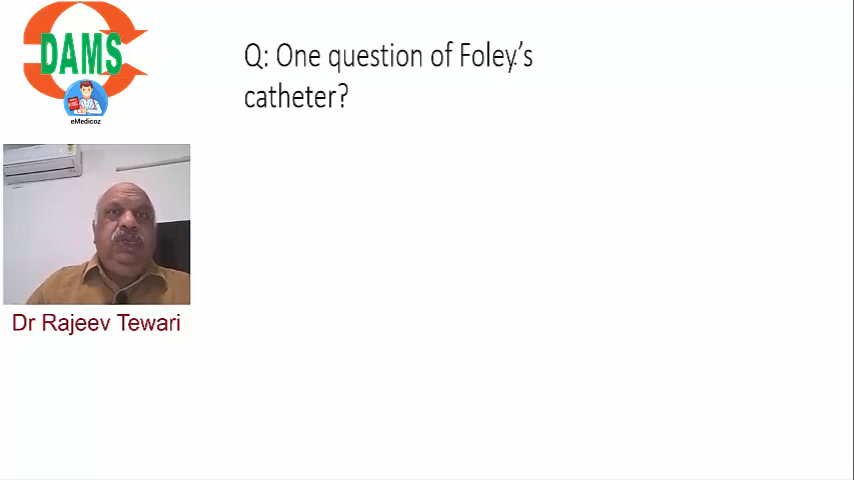 DAMS
eMedicoz
Q: One question of Foley.'s
catheter?
Dr Rajeev Tewari